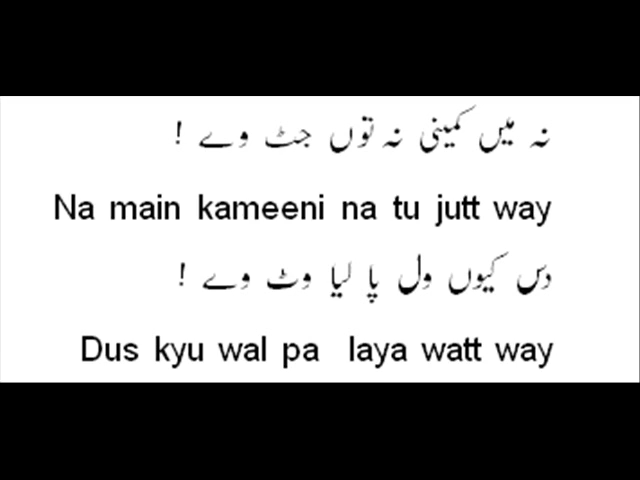 نہ میں کمینی نہ توں جٹ وے !
Na main kameeni na tu jutt way
دس کیوں ول پا لیا وٹ وے !
Dus kyu wal pa laya watt way